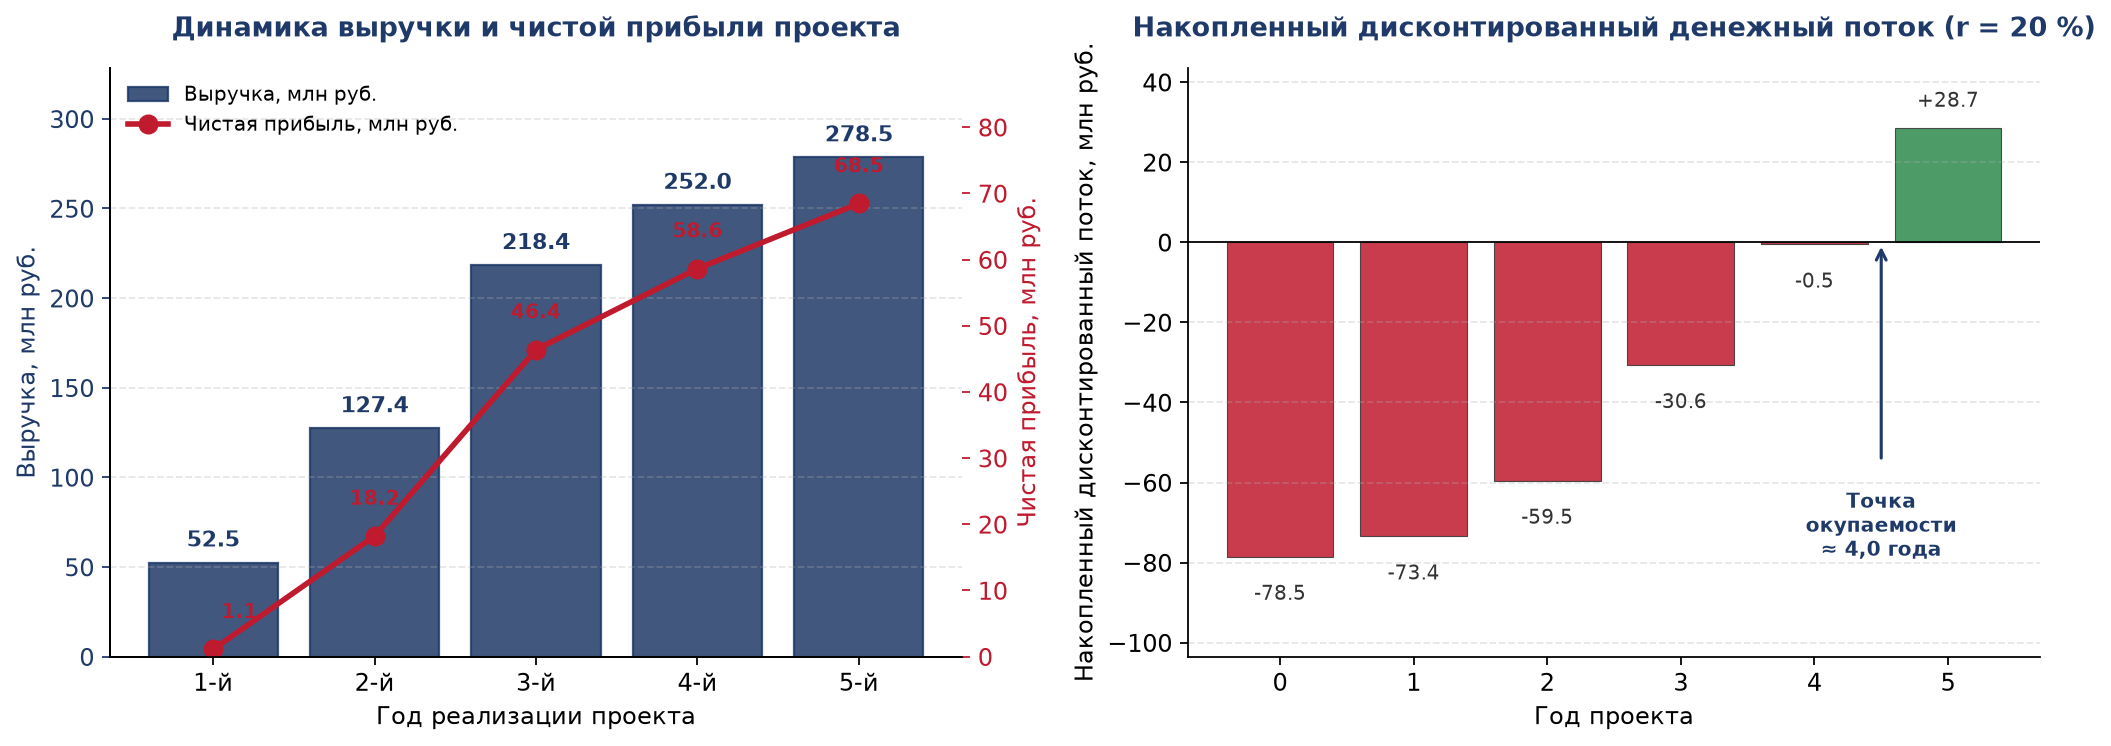 Динамика выручки и чистой прибыли проекта
Выручка, млн руб.
Чистая прибыль, млн руб.
Выручка, млн руб.
300
250
200
150
100
50
0
52.5
127.4
218.4
252.0
278.5
1.1
18.2
46.4
58.6
68.5
80
70
60
50
40
30
20
10
0
Чистая прибыль, млн руб.
1-й
2-й
3-й
4-й
5-й
Год реализации проекта
Накопленный дисконтированный денежный поток (r = 20 %)
Накопленный дисконтированный поток, млн руб.
40
20
0
−20
−40
−60
−80
−100
-78.5
-73.4
-59.5
-30.6
-0.5
+28.7
Точка
окупаемости
≈ 4,0 года
0
1
2
3
4
5
Год проекта